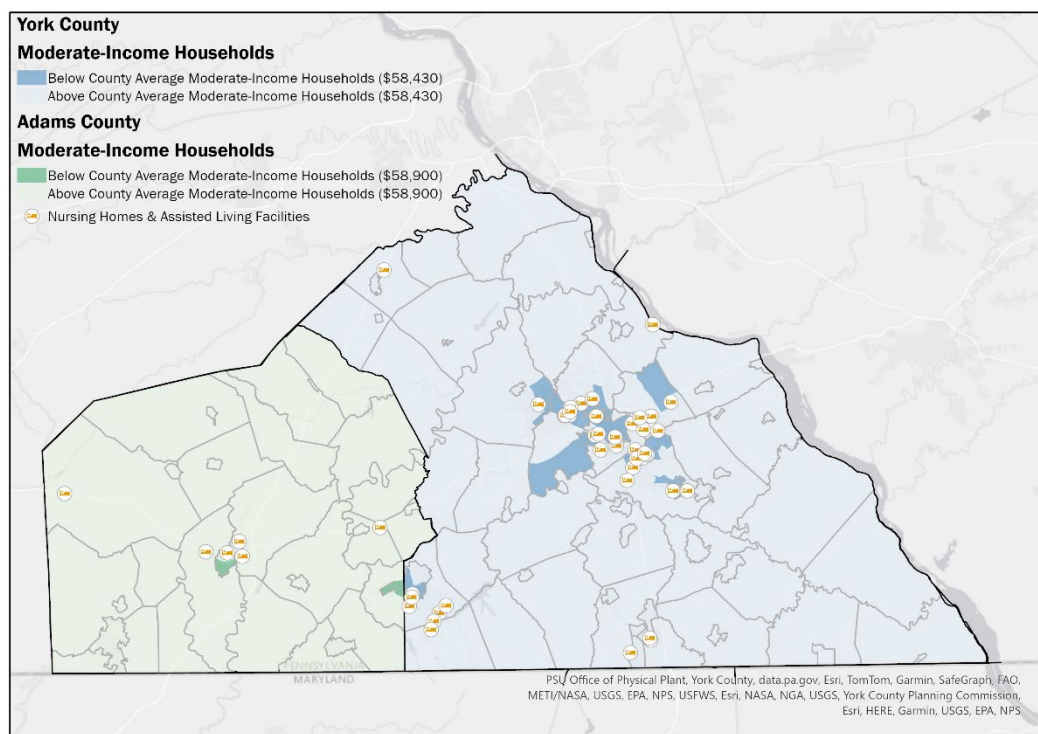 York County
Moderate-Income Households
Below County Average Moderate-Income Households ($58,430)
Above County Average Moderate-Income Households ($58,430)
Adams County
Moderate-Income Households
Below County Average Moderate-Income Households ($58,900)
Above County Average Moderate-Income Households ($58,900)
Nursing Homes & Assisted Living Facilities
PENNSYLVANIA
MARYLAND
PSU Office of Physical Plant, York County, data.pa.gov, Esri, TomTom, Garmin, SafeGraph, FAO,
METI/NASA, USGS, EPA, NPS, USFWS, Esri, NASA, NGA, USGS, York County Planning Commission,
Esri, HERE, Garmin, USGS, EPA, NPS